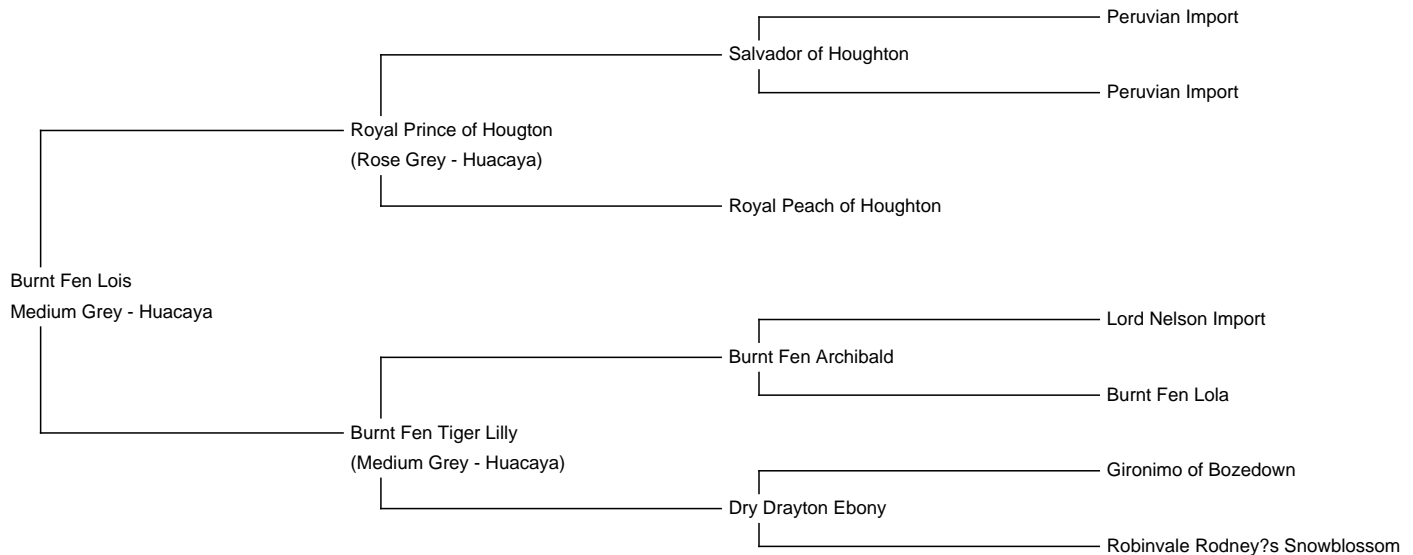 Peruvian Import
Salvador of Houghton
Peruvian Import
Royal Prince of Hougton
(Rose Grey - Huacaya)
Royal Peach of Houghton
Burnt Fen Lois
Medium Grey - Huacaya
Lord Nelson Import
Burnt Fen Archibald
Burnt Fen Lola
Burnt Fen Tiger Lilly
(Medium Grey - Huacaya)
Gironimo of Bozedown
Dry Drayton Ebony
Robinvale Rodney?s Snowblossom